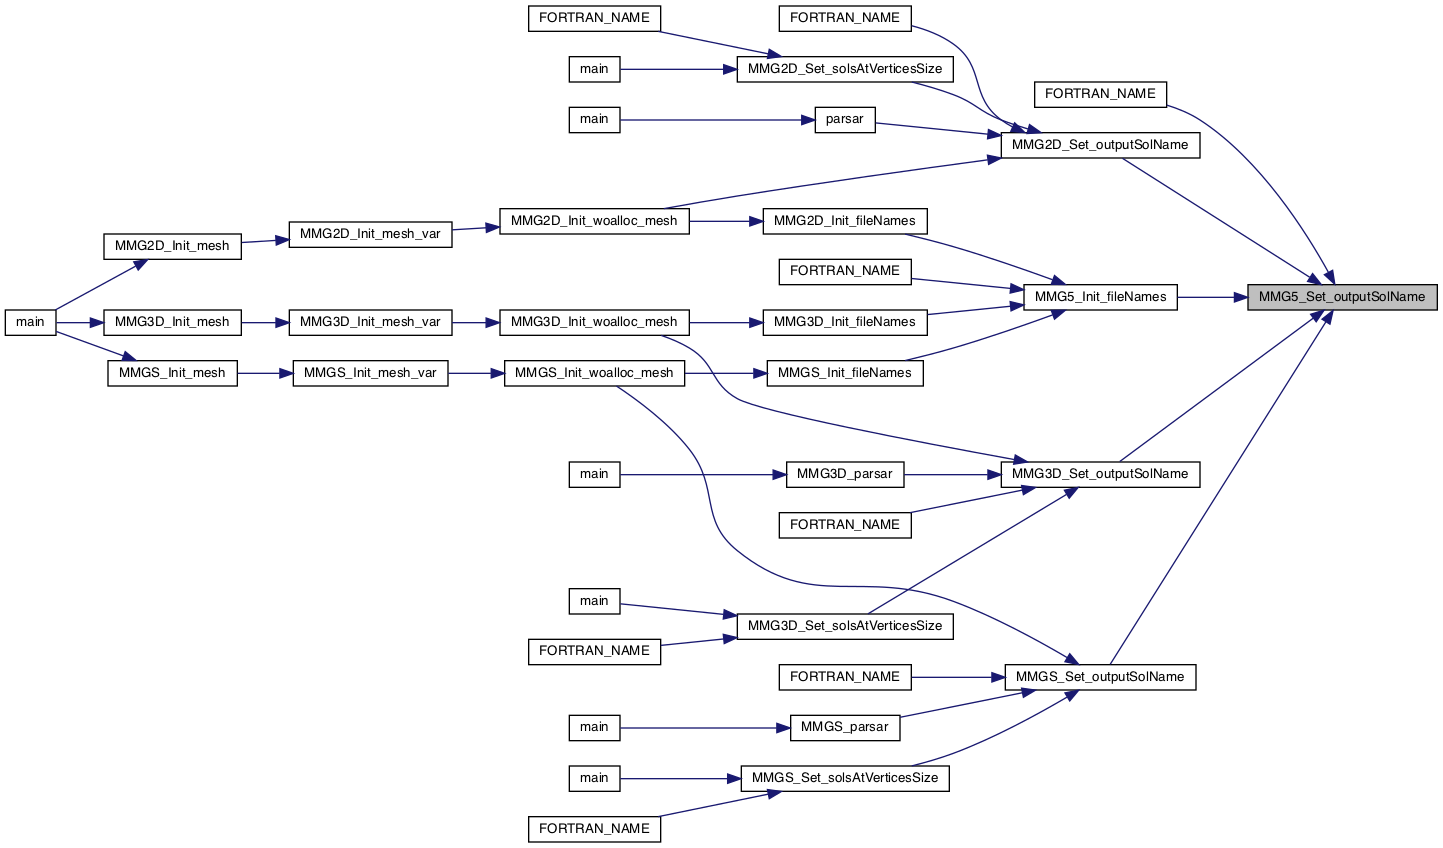 FORTRAN_NAME
FORTRAN_NAME
main
MMG2D_Set_solsAtVerticesSize
FORTRAN_NAME
main
parsar
MMG2D_Set_outputSolName
MMG2D_Init_woalloc_mesh
MMG2D_Init_fileNames
MMG2D_Init_mesh_var
MMG2D_Init_mesh
FORTRAN_NAME
MMG5_Init_fileNames
MMG5_Set_outputSolName
main
MMG3D_Init_mesh
MMG3D_Init_mesh_var
MMG3D_Init_woalloc_mesh
MMG3D_Init_fileNames
MMGS_Init_mesh
MMGS_Init_mesh_var
MMGS_Init_woalloc_mesh
MMGS_Init_fileNames
main
MMG3D_parsar
MMG3D_Set_outputSolName
FORTRAN_NAME
main
MMG3D_Set_solsAtVerticesSize
FORTRAN_NAME
FORTRAN_NAME
MMGS_Set_outputSolName
main
MMGS_parsar
main
MMGS_Set_solsAtVerticesSize
FORTRAN_NAME